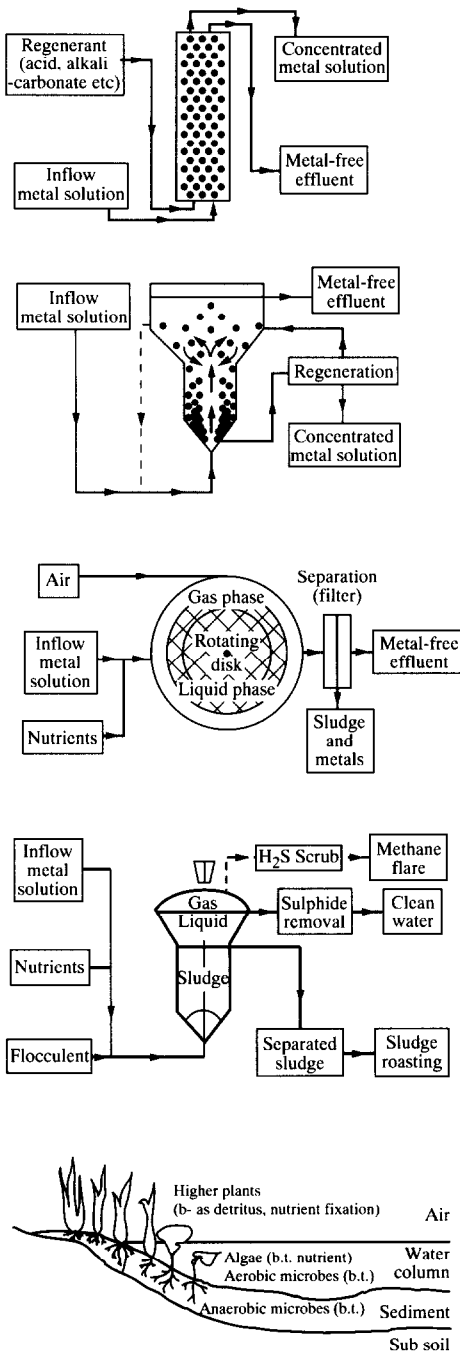 Regenerant
(acid, alkali
-carbonate etc)
Concentrated
metal solution
Metal-free
effluent
Inflow
metal solution
Inflow
metal solution
Metal-free
effluent
Regeneration
Concentrated
metal solution
Air
Gas phase
Separation
(filter)
Inflow
metal
solution
Rotating
disk
Liquid phase
Metal-free
effluent
Nutrients
Sludge
and
metals
Inflow
metal
solution
H2S Scrub
Methane
flare
Gas
Liquid
Sulphide
removal
Clean
water
Nutrients
Sludge
Flocculent
Separated
sludge
Sludge
roasting
Higher plants
(b- as detritus, nutrient fixation)
Air
Algae (b.t. nutrient)
Aerobic microbes (b.t.)
Water
column
Anaerobic microbes (b.t.)
Sediment
Sub soil